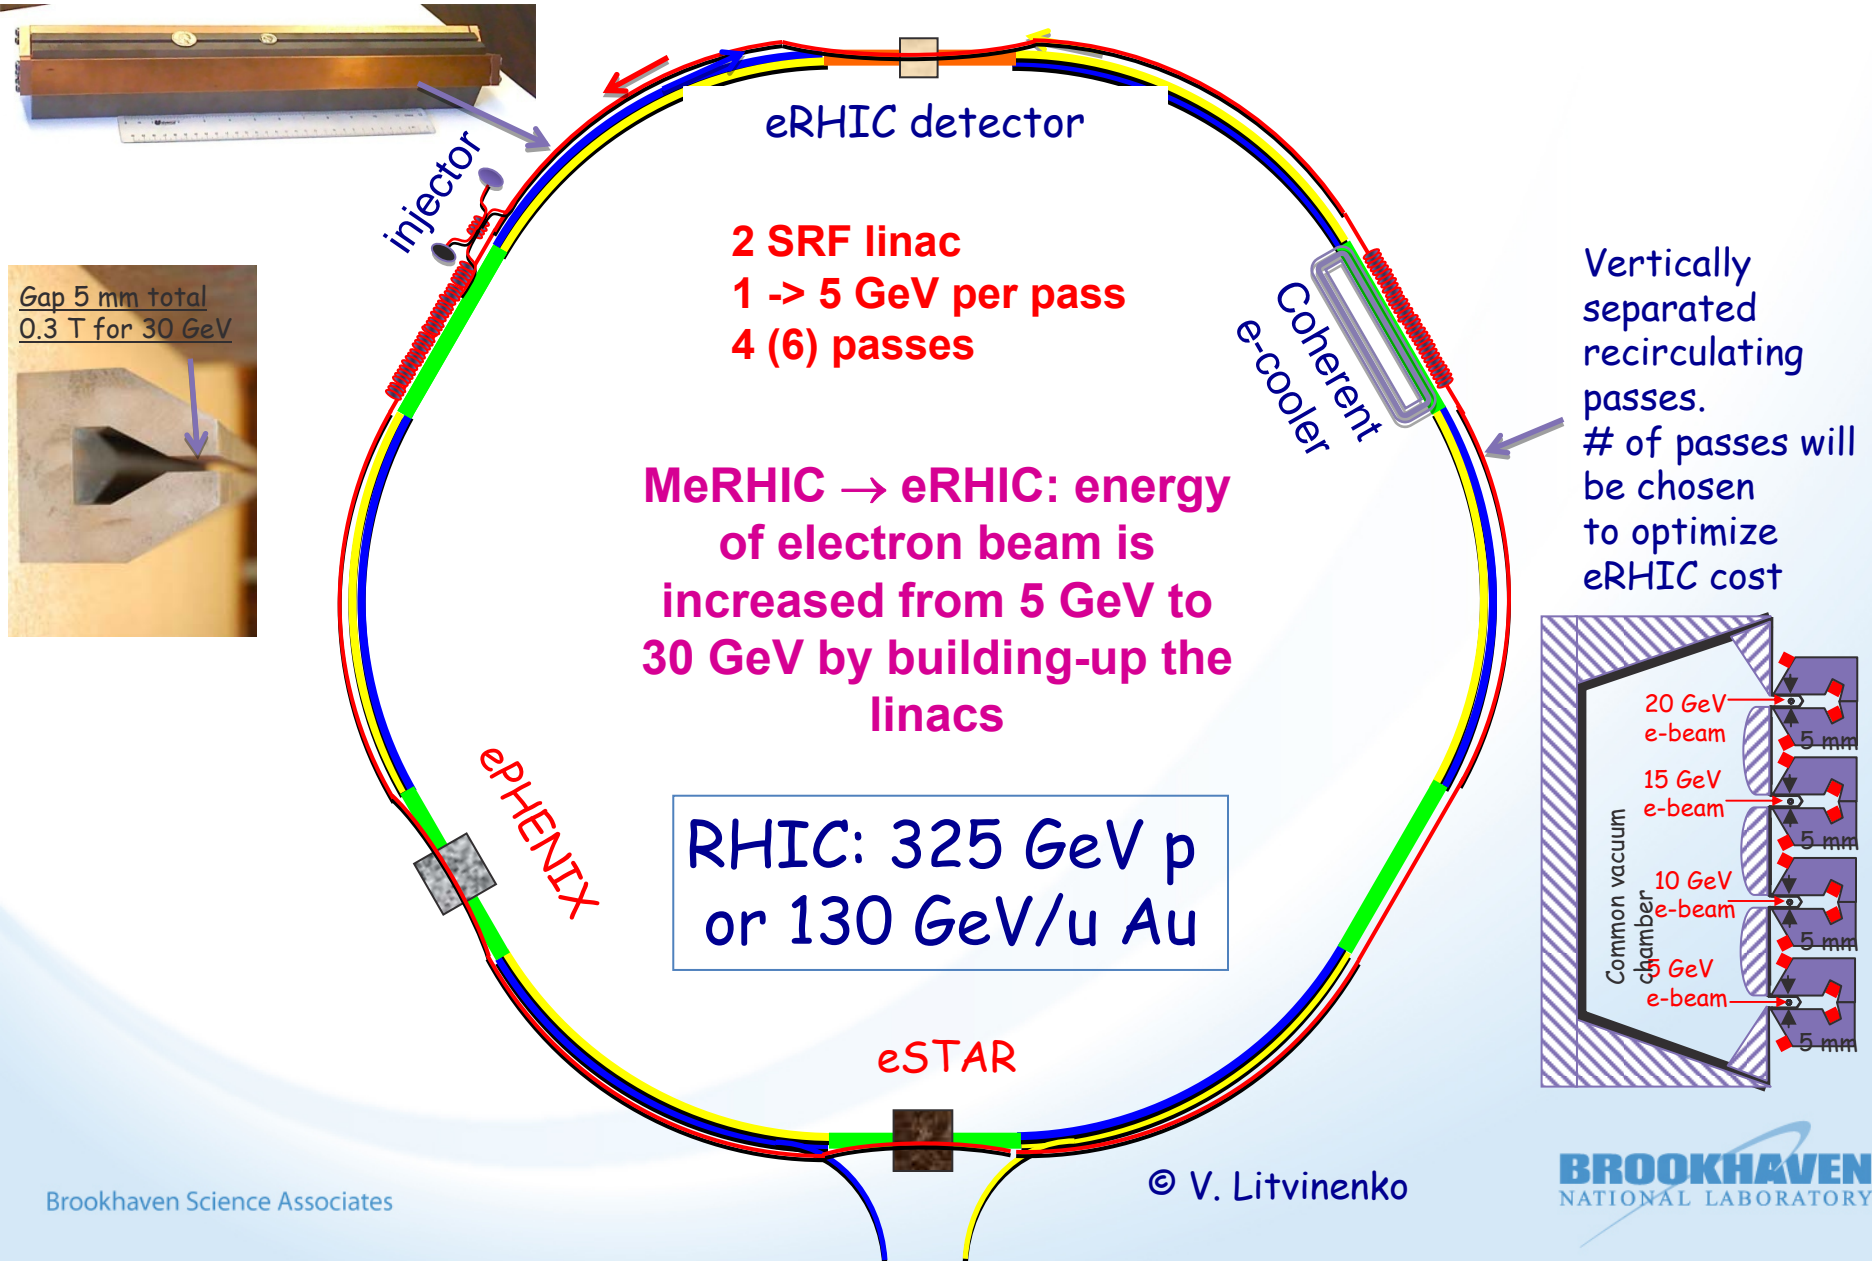 eRHIC detector
injector
2 SRF linac
1 -> 5 GeV per pass
4 (6) passes
Gap 5 mm total
0.3 T for 30 GeV
Coherent
e-cooler
Vertically
separated
recirculating
passes.
# of passes will
be chosen
to optimize
eRHIC cost
MeRHIC → eRHIC: energy
of electron beam is
increased from 5 GeV to
30 GeV by building-up the
linacs
20 GeV
e-beam
5 mm
15 GeV
e-beam
5 mm
10 GeV
e-beam
5 mm
5 GeV
e-beam
5 mm
Common vacuum
chamber
ePHENIX
RHIC: 325 GeV p
or 130 GeV/u Au
eSTAR
© V. Litvinenko
Brookhaven Science Associates
BROOKHAVEN
NATIONAL LABORATORY